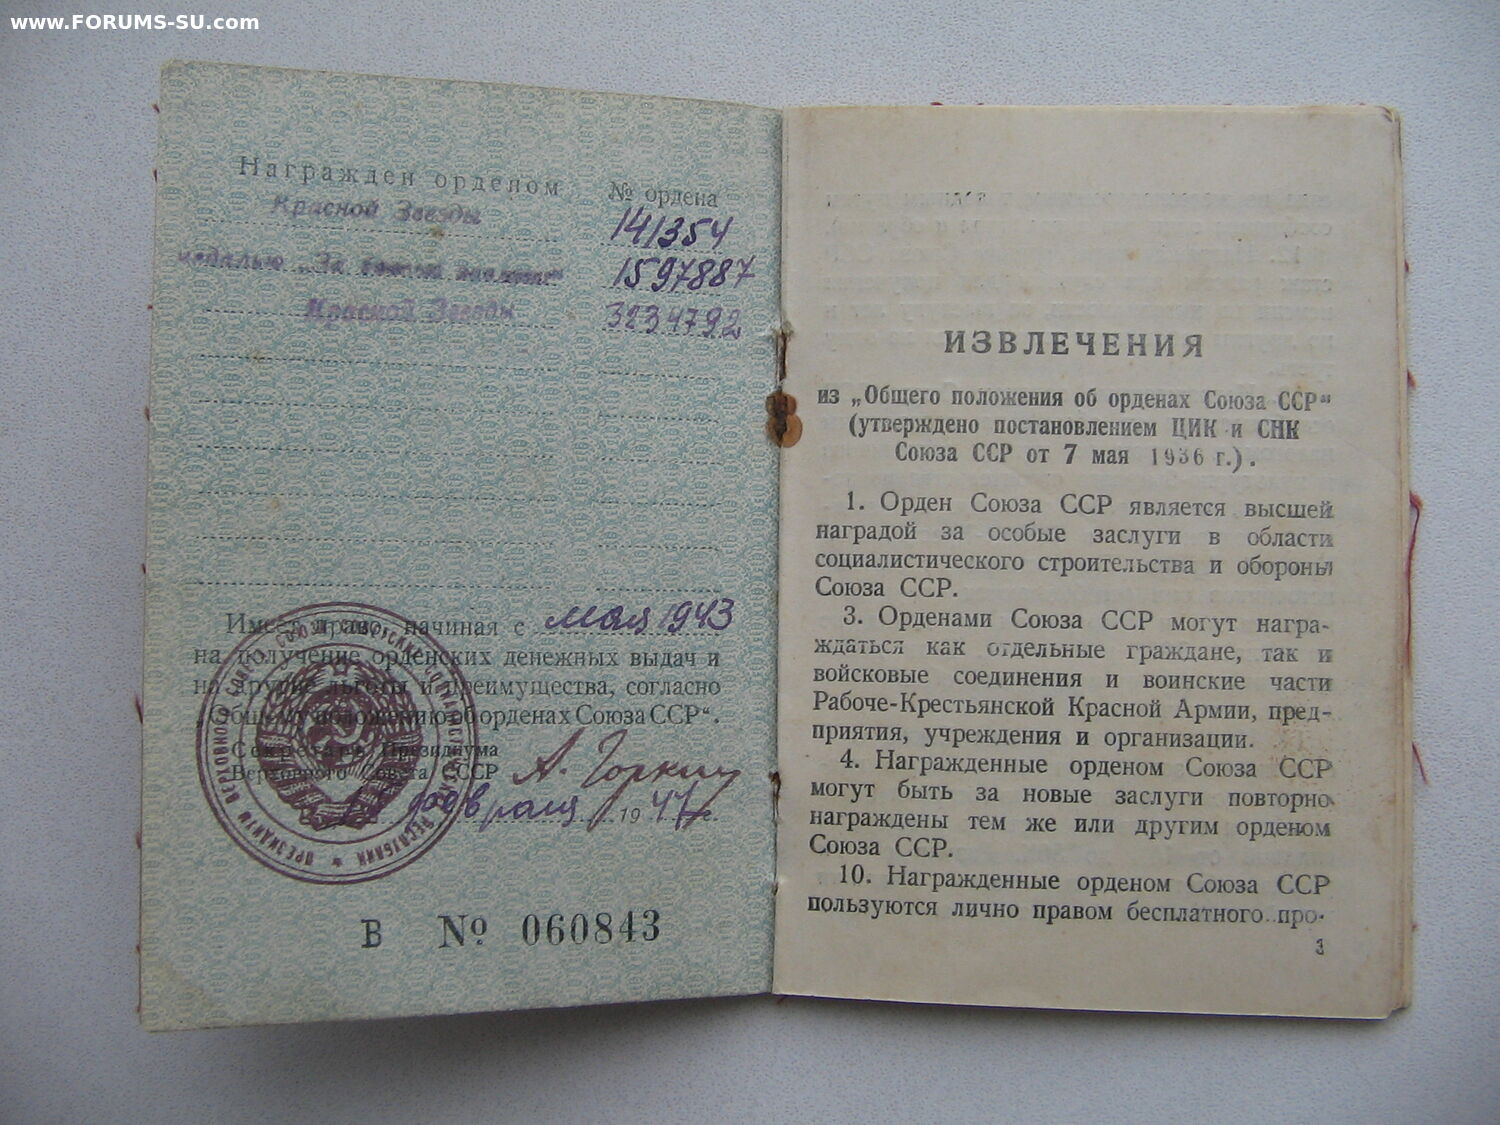 www.FORUMS-SU.com
Награжден орденом № ордена
Красной Звезды 141354
медалью „За боевые заслуги“ 1597887
Красной Звезды 3234792
Имеет право, начиная с мая 1943
на получение орденских денежных выдач и
на другие льготы и преимущества, согласно
„Общему положению об орденах Союза ССР“.
Секретарь Президиума
Верховного Совета СССР А. Горкин
февраля 1947 г.
В № 060843
ИЗВЛЕЧЕНИЯ
из „Общего положения об орденах Союза ССР“
(утверждено постановлением ЦИК и СНК
Союза ССР от 7 мая 1936 г.).
1. Орден Союза ССР является высшей
наградой за особые заслуги в области
социалистического строительства и обороны
Союза ССР.
3. Орденами Союза ССР могут награ-
ждаться как отдельные граждане, так и
войсковые соединения и воинские части
Рабоче-Крестьянской Красной Армии, пред-
приятия, учреждения и организации.
4. Награжденные орденом Союза ССР
могут быть за новые заслуги повторно
награждены тем же или другим орденом
Союза ССР.
10. Награжденные орденом Союза ССР
пользуются лично правом бесплатного про-
3